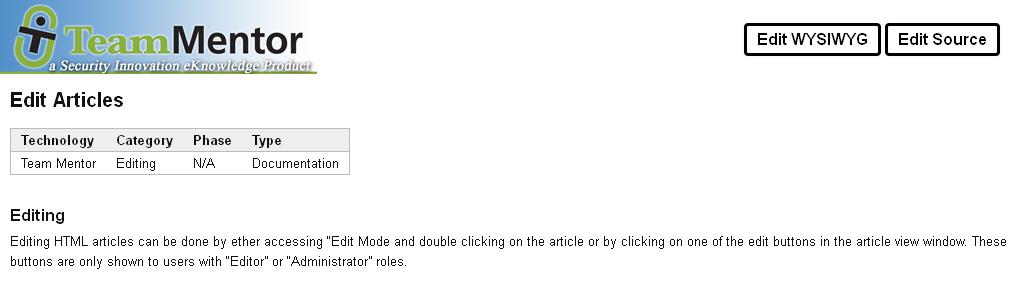 TeamMentor
a Security Innovation eKnowledge Product
Edit WYSIWYG Edit Source
Edit Articles
Technology Category Phase Type
Team Mentor Editing N/A Documentation
Editing
Editing HTML articles can be done by ether accessing "Edit Mode and double clicking on the article or by clicking on one of the edit buttons in the article view window. These
buttons are only shown to users with "Editor" or "Administrator" roles.